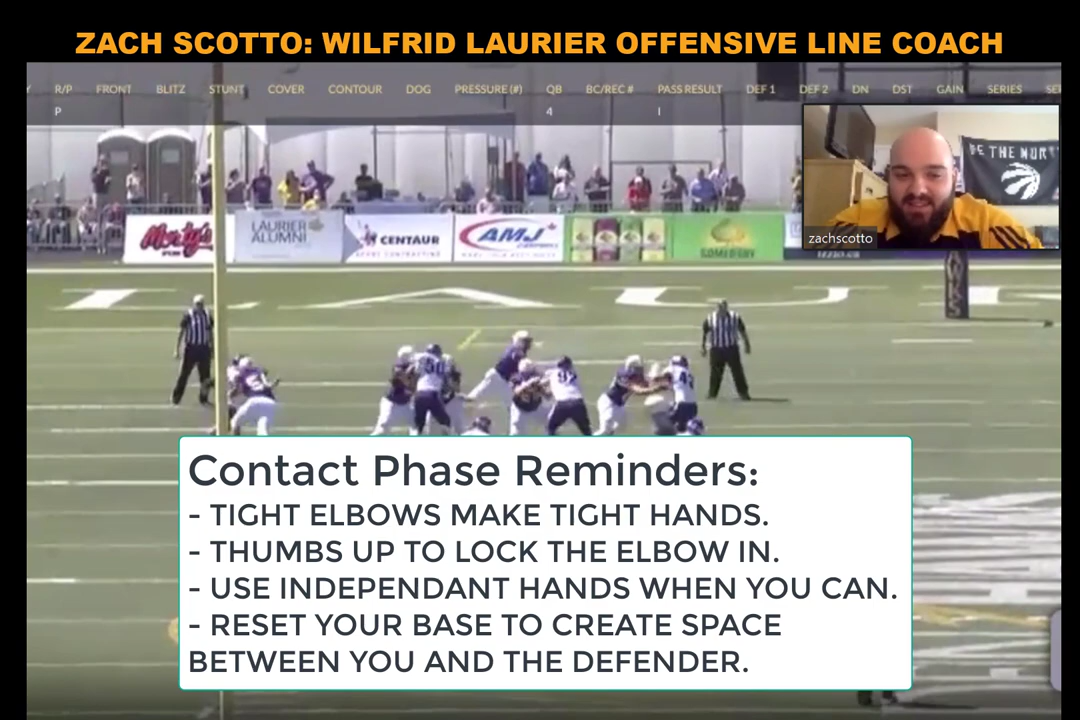 ZACH SCOTTO: WILFRID LAURIER OFFENSIVE LINE COACH
R/P FRONT BLITZ STUNT COVER CONTOUR DOG PRESSURE (#) QB BC/REC # PASS RESULT DEF 1 DEF 2 DN DST GAIN SERIES
P 4 I
THE NOR
zachscotto
Morty's
LAURIER
ALUMNI
CENTAUR
AMJ
SOMERSBY
L A U R
Contact Phase Reminders:
- TIGHT ELBOWS MAKE TIGHT HANDS.
- THUMBS UP TO LOCK THE ELBOW IN.
- USE INDEPENDANT HANDS WHEN YOU CAN.
- RESET YOUR BASE TO CREATE SPACE
BETWEEN YOU AND THE DEFENDER.